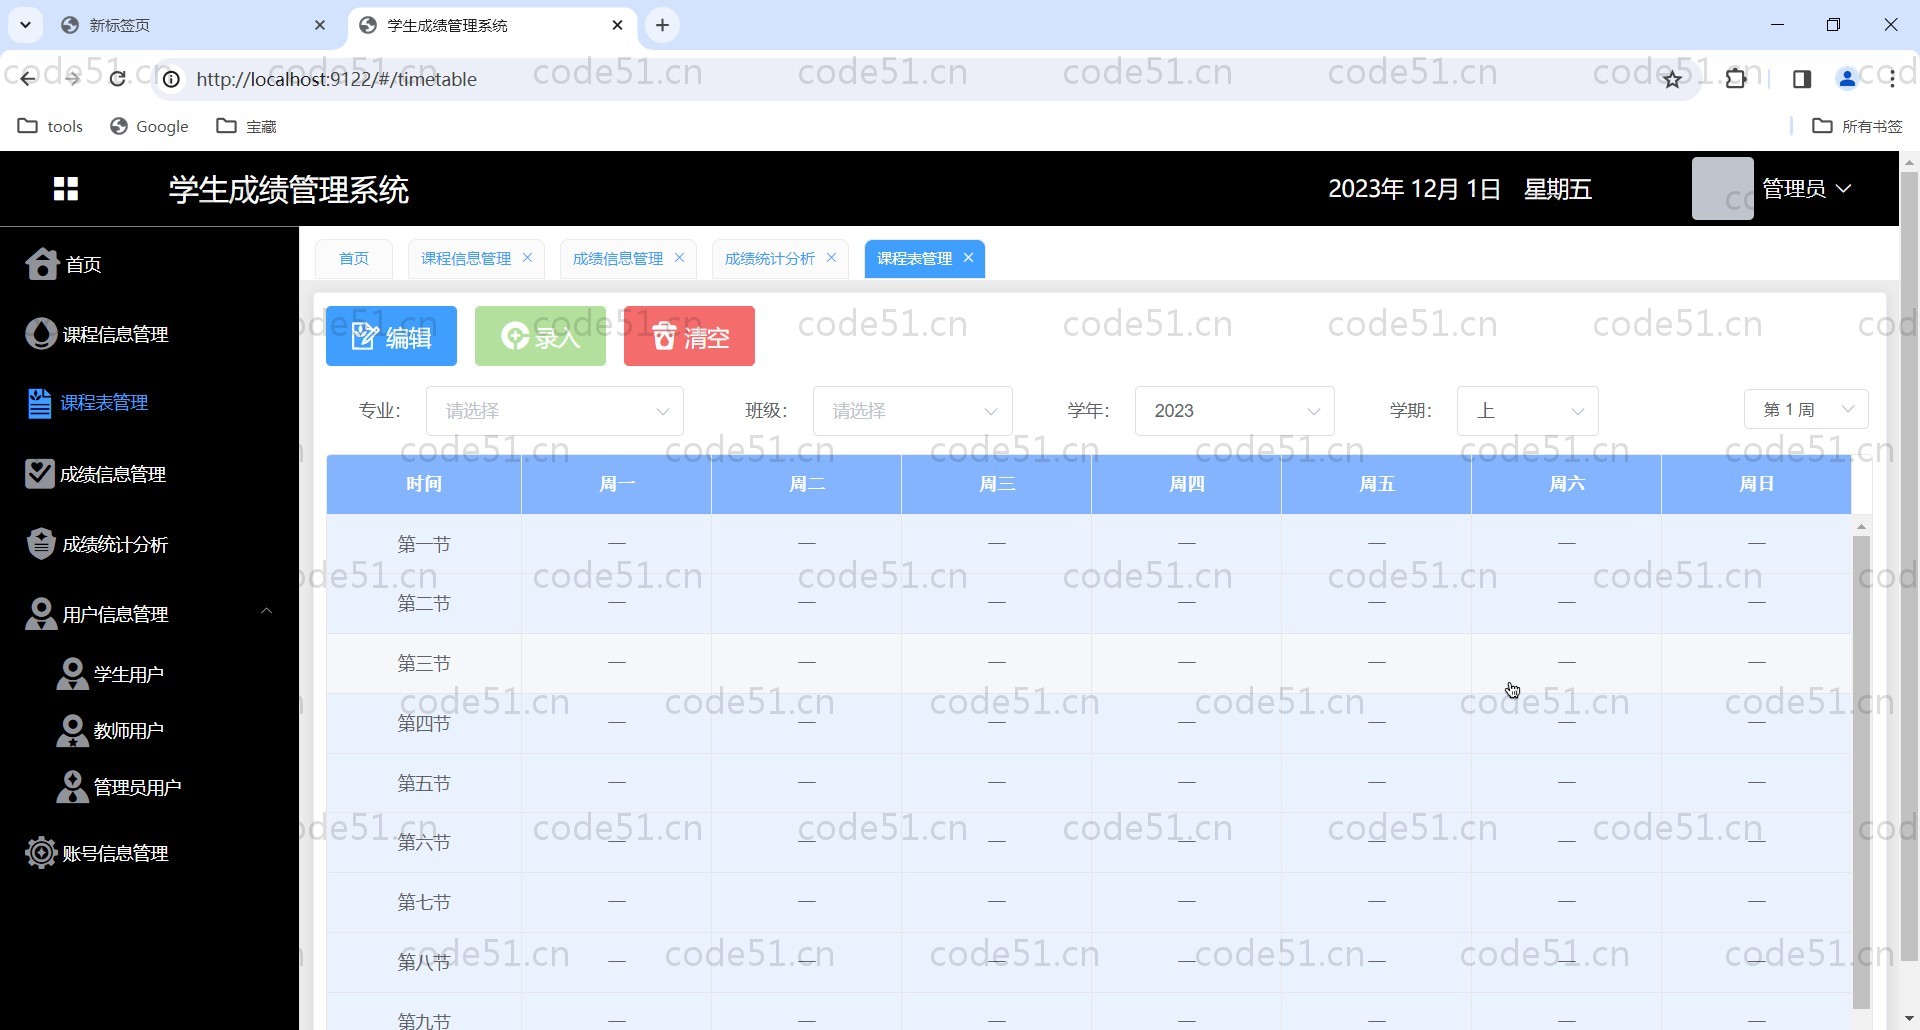 新标签页
学生成绩管理系统
http://localhost:9122/#/timetable
tools
Google
宝藏
所有书签
学生成绩管理系统
2023年 12月 1日 星期五
管理员
首页
课程信息管理
课程表管理
成绩信息管理
成绩统计分析
用户信息管理
学生用户
教师用户
管理员用户
账号信息管理
首页 课程信息管理 成绩信息管理 成绩统计分析 课程表管理
编辑 录入 清空
专业: 请选择 班级: 请选择 学年: 2023 学期: 上 第 1 周
时间 周一 周二 周三 周四 周五 周六 周日
第一节 — — — — — — —
第二节 — — — — — — —
第三节 — — — — — — —
第四节 — — — — — — —
第五节 — — — — — — —
第六节 — — — — — — —
第七节 — — — — — — —
第八节 — — — — — — —
第九节 — — — — — — —
code51.cn